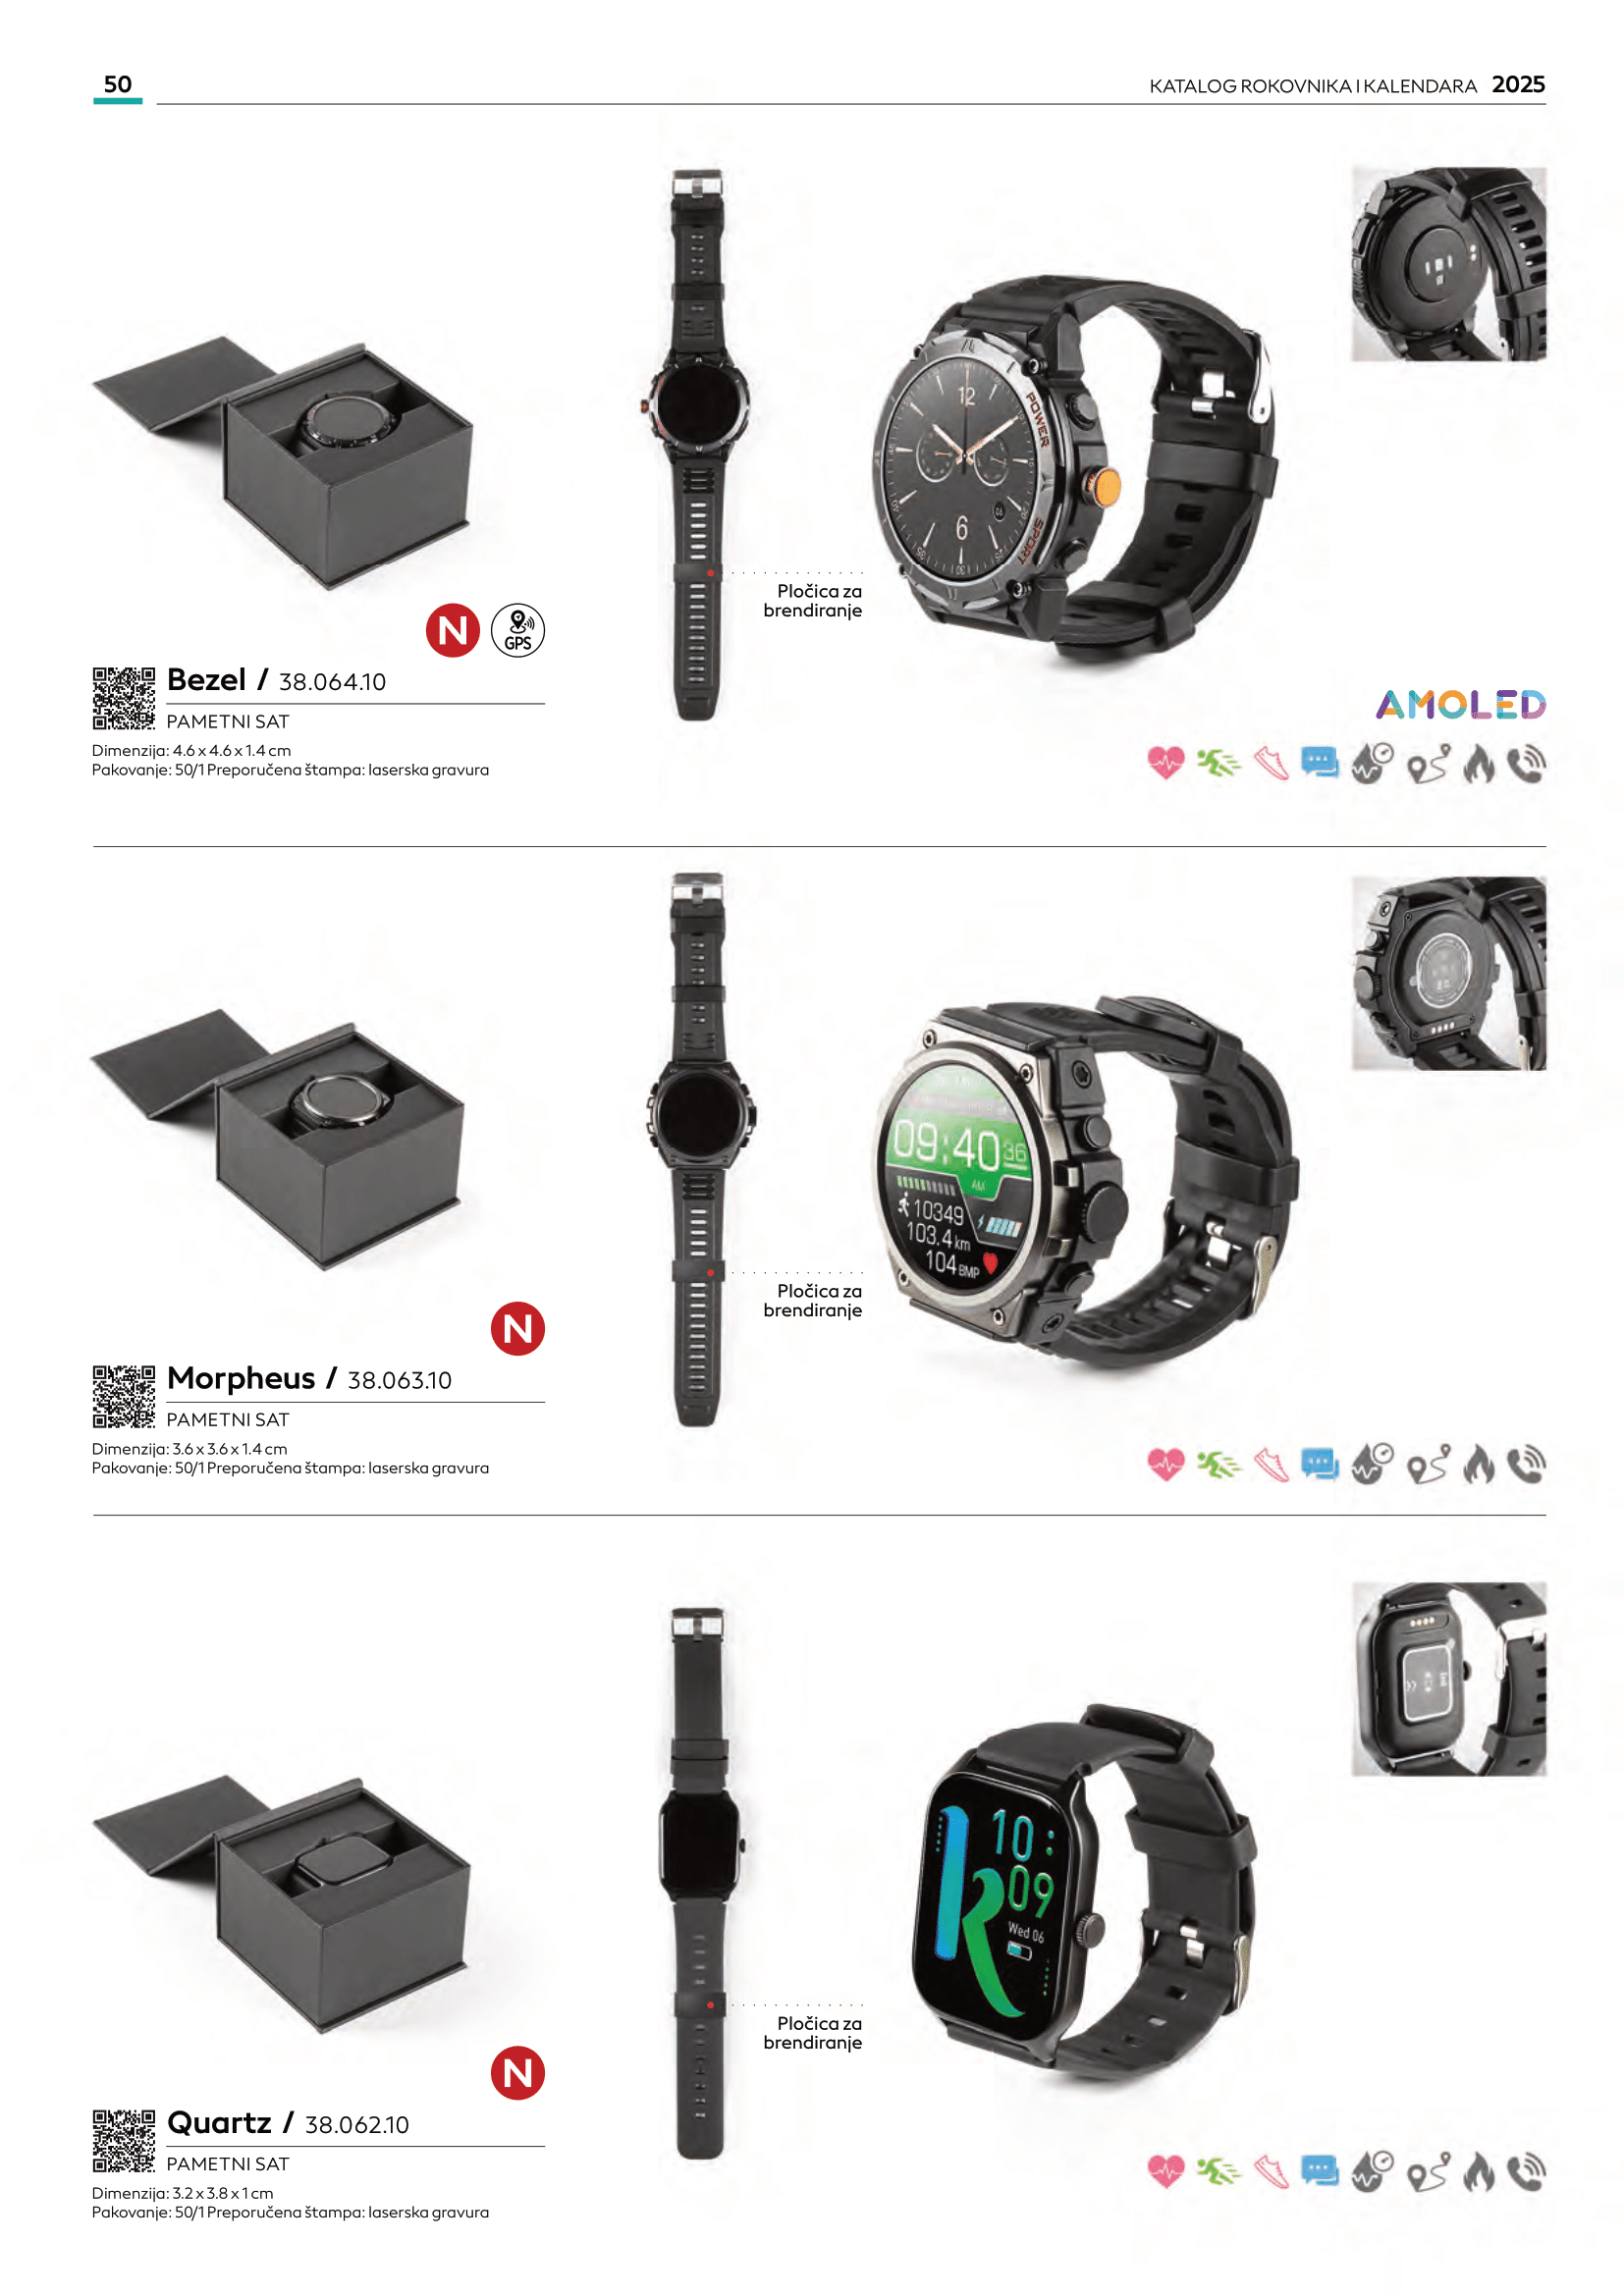 50
KATALOG ROKOVNIKA I KALENDARA 2025
12
6
POWER
SPORT
Pločica za
brendiranje
N
GPS
Bezel / 38.064.10
PAMETNI SAT
Dimenzija: 4.6 x 4.6 x 1.4 cm
Pakovanje: 50/1 Preporučena štampa: laserska gravura
AMOLED
09:40 36
AM
10349
103.4 km
104 BMP
Pločica za
brendiranje
N
Morpheus / 38.063.10
PAMETNI SAT
Dimenzija: 3.6 x 3.6 x 1.4 cm
Pakovanje: 50/1 Preporučena štampa: laserska gravura
10:
09
Wed 06
Pločica za
brendiranje
N
Quartz / 38.062.10
PAMETNI SAT
Dimenzija: 3.2 x 3.8 x 1 cm
Pakovanje: 50/1 Preporučena štampa: laserska gravura